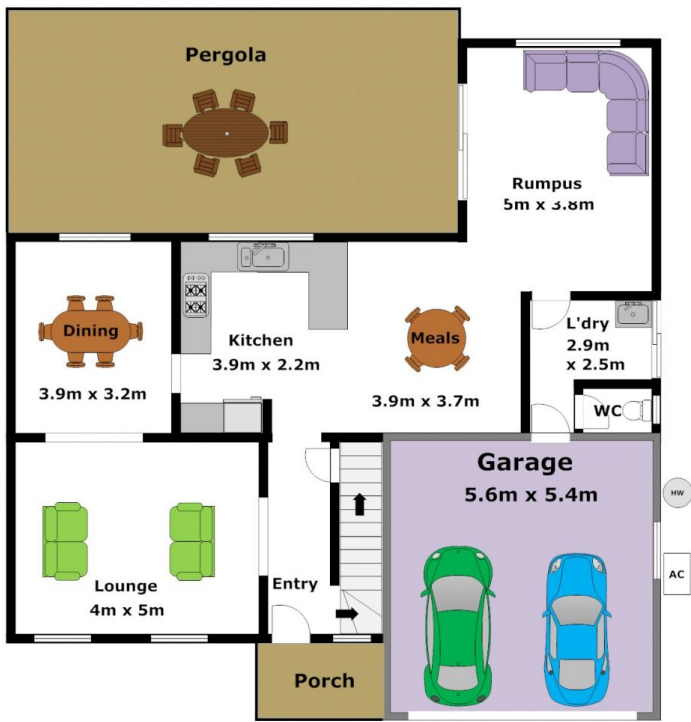 Pergola
Rumpus
5m x 3.8m
Dining
3.9m x 3.2m
Kitchen
3.9m x 2.2m
Meals
3.9m x 3.7m
L'dry
2.9m
x 2.5m
WC
Garage
5.6m x 5.4m
HW
AC
Lounge
4m x 5m
Entry
Porch